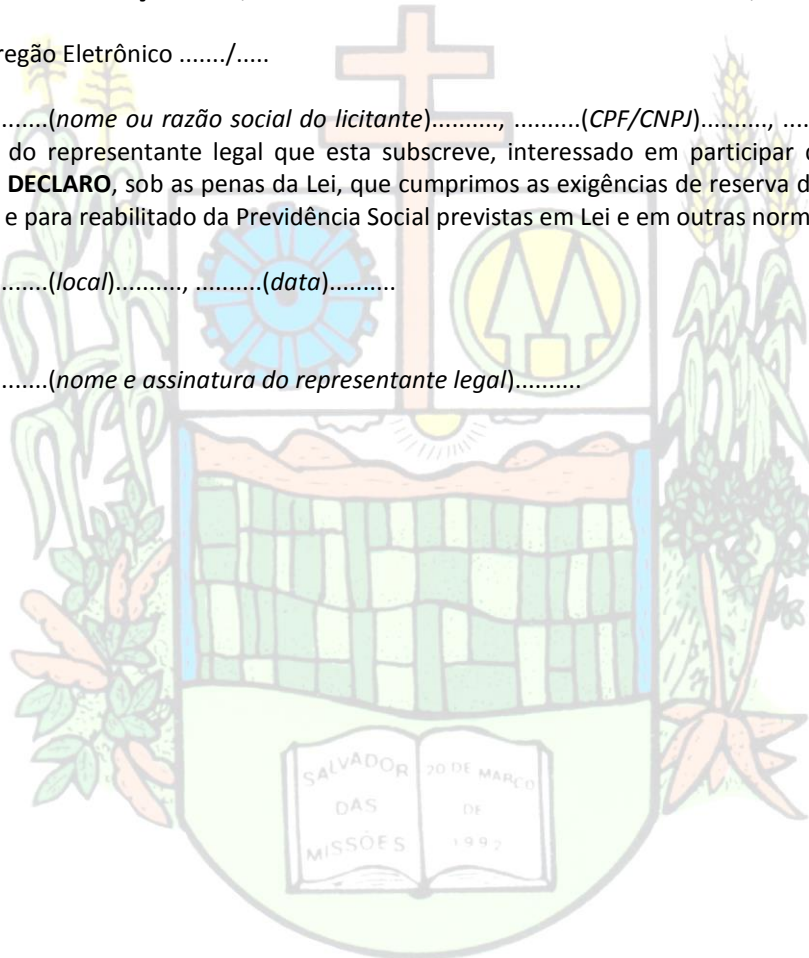 regão Eletrônico ......./.....
.......(nome ou razão social do licitante).........., ..........(CPF/CNPJ).........., ....
do representante legal que esta subscreve, interessado em participar
DECLARO, sob as penas da Lei, que cumprimos as exigências de reserva d
e para reabilitado da Previdência Social previstas em Lei e em outras norm
.......(local).........., ..........(data)..........
.......(nome e assinatura do representante legal)..........
SALVADOR
DAS
MISSÕES
20 DE MARÇO
DE
1992